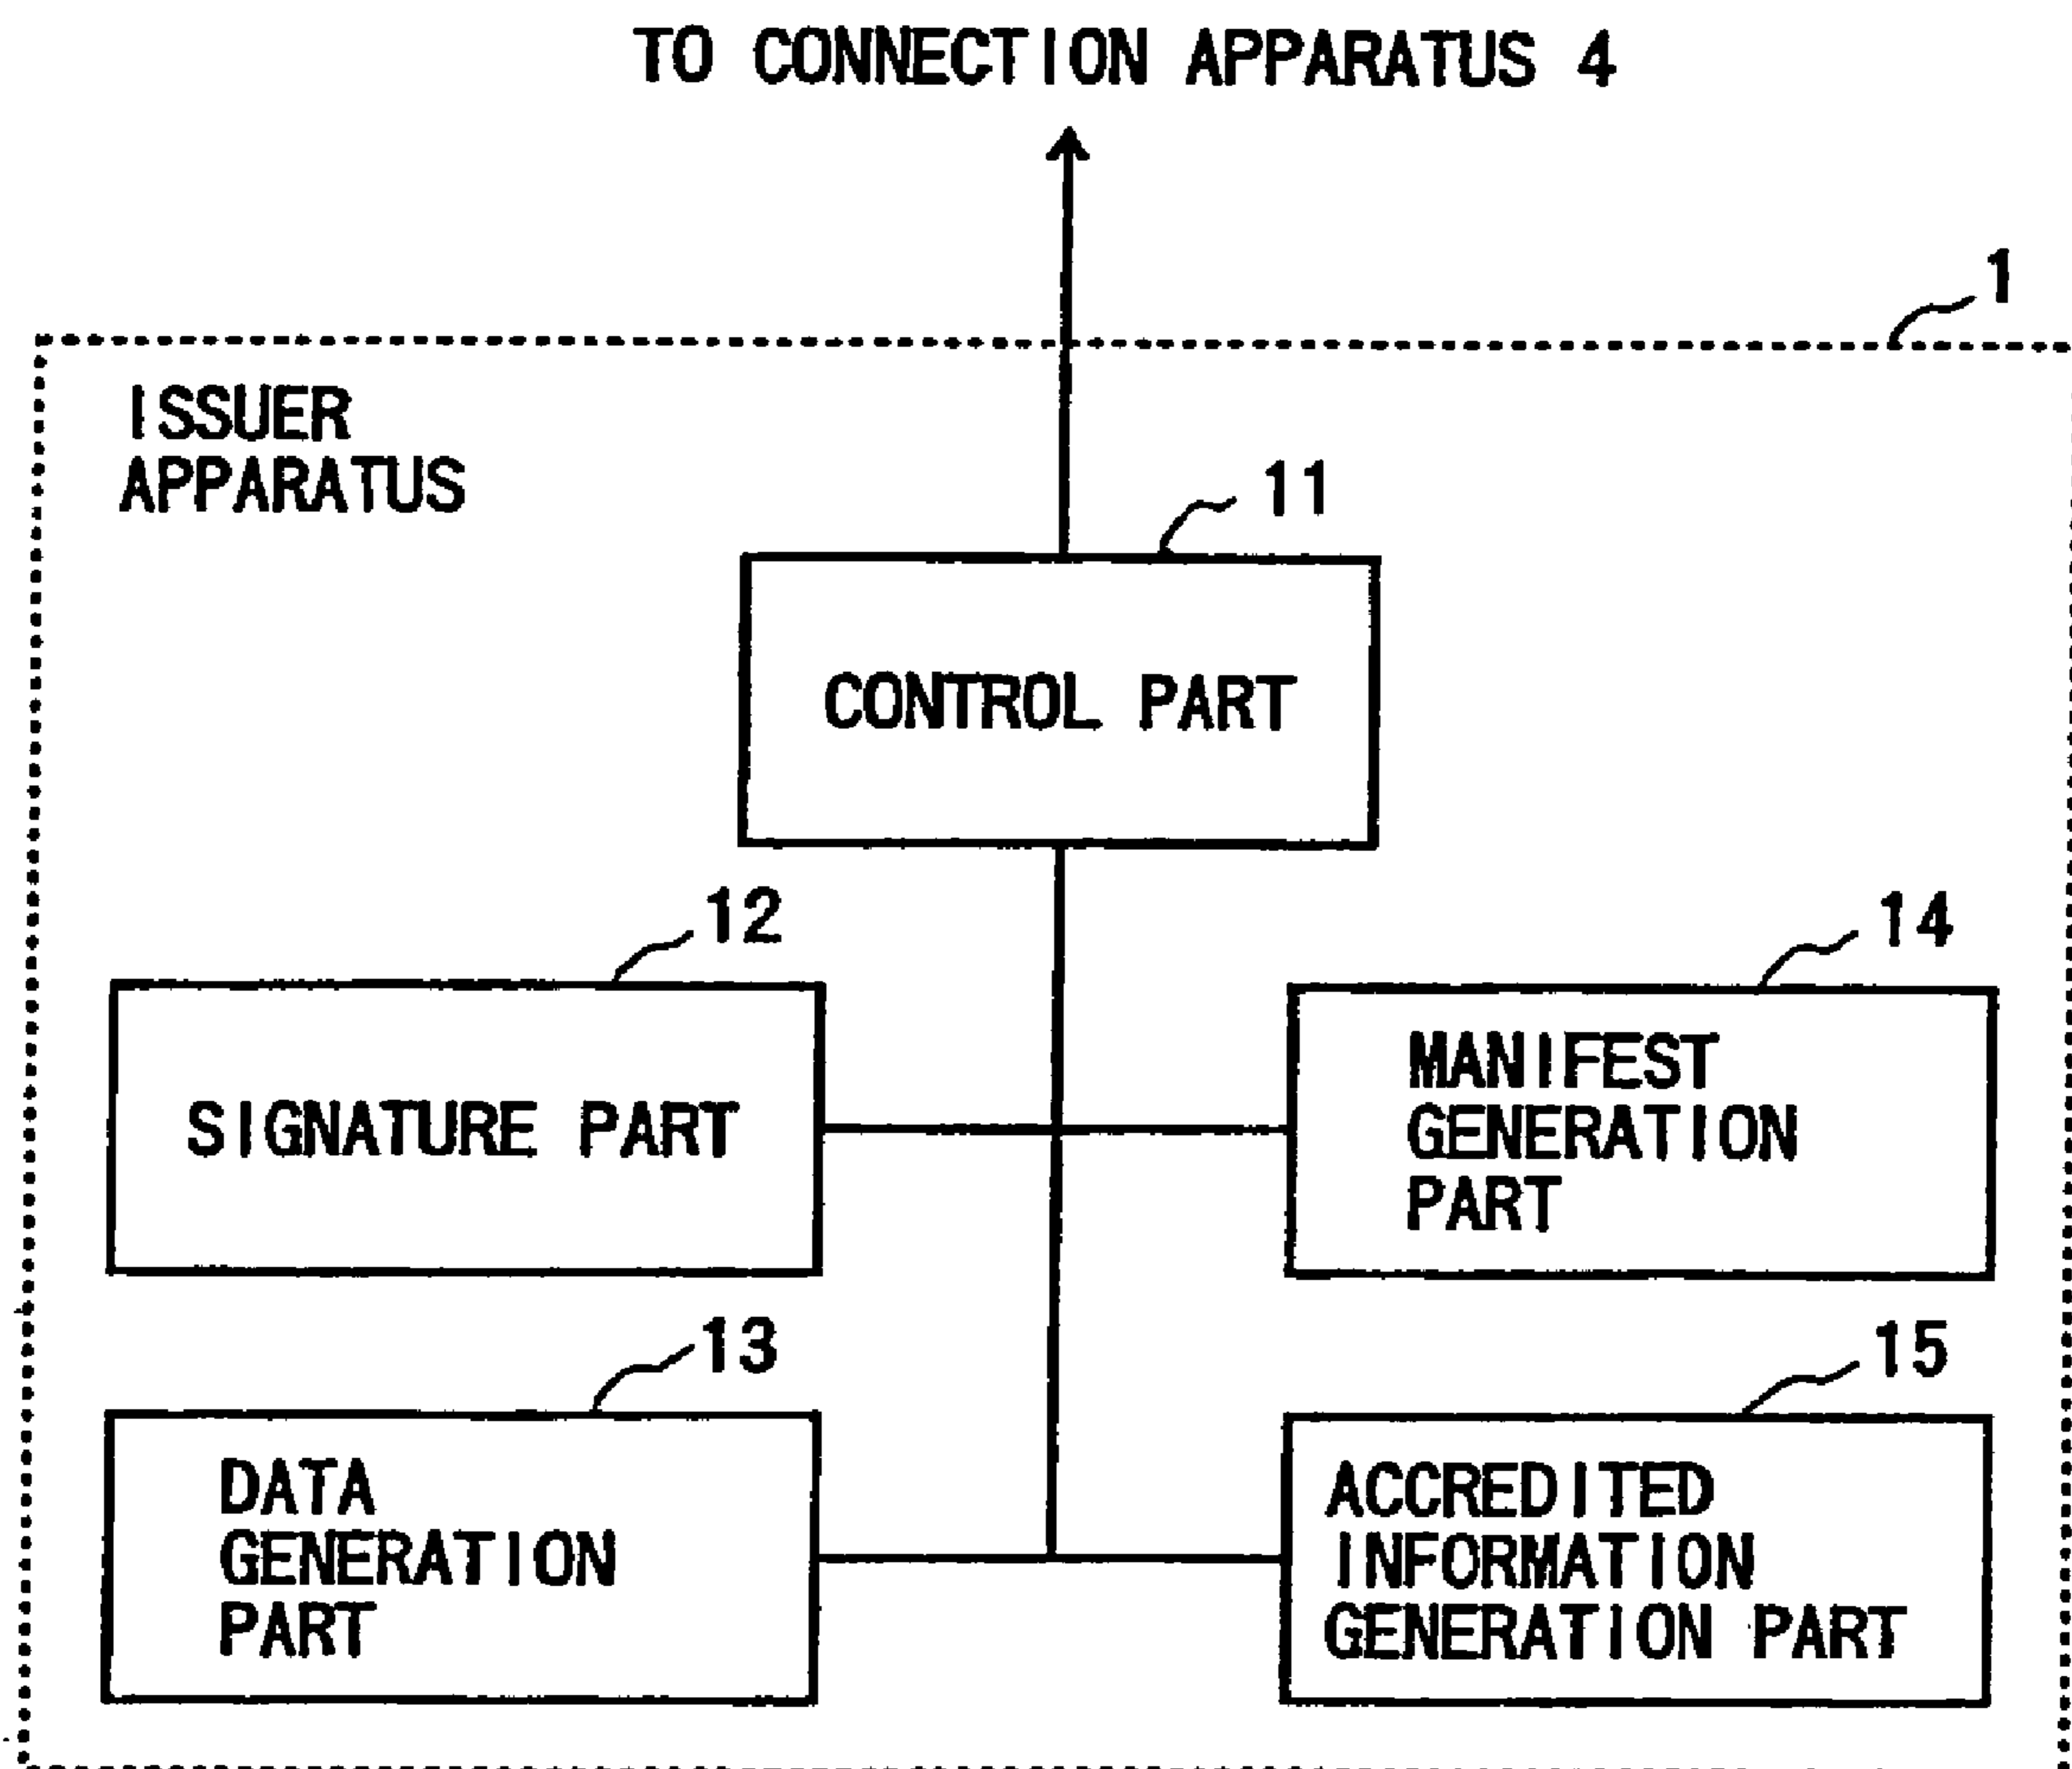 TO CONNECTION APPARATUS 4
1
ISSUER
APPARATUS
11
CONTROL PART
12
14
SIGNATURE PART
MANIFEST
GENERATION
PART
13
15
DATA
GENERATION
PART
ACCREDITED
INFORMATION
GENERATION PART